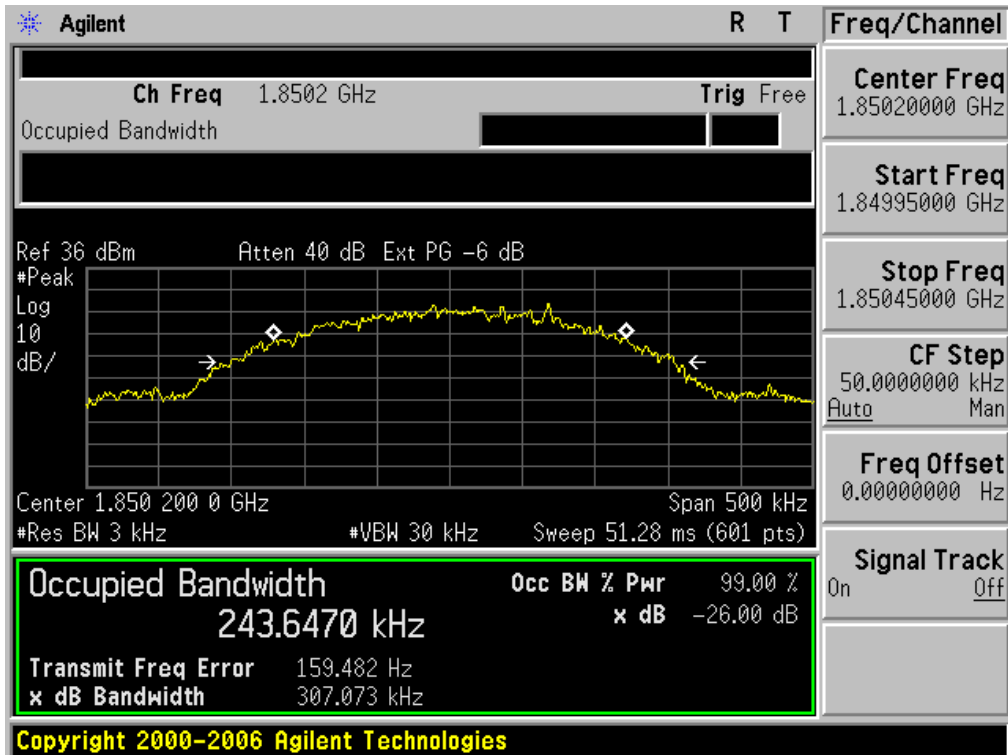 Agilent R T
Ch Freq 1.8502 GHz Trig Free
Occupied Bandwidth
Ref 36 dBm Atten 40 dB Ext PG -6 dB
#Peak
Log
10
dB/
Center 1.850 200 0 GHz Span 500 kHz
#Res BW 3 kHz #VBW 30 kHz Sweep 51.28 ms (601 pts)
Occupied Bandwidth
243.6470 kHz
Occ BW % Pwr 99.00 %
x dB -26.00 dB
Transmit Freq Error 159.482 Hz
x dB Bandwidth 307.073 kHz
Copyright 2000-2006 Agilent Technologies
Freq/Channel
Center Freq
1.85020000 GHz
Start Freq
1.84995000 GHz
Stop Freq
1.85045000 GHz
CF Step
50.0000000 kHz
Auto Man
Freq Offset
0.00000000 Hz
Signal Track
On Off